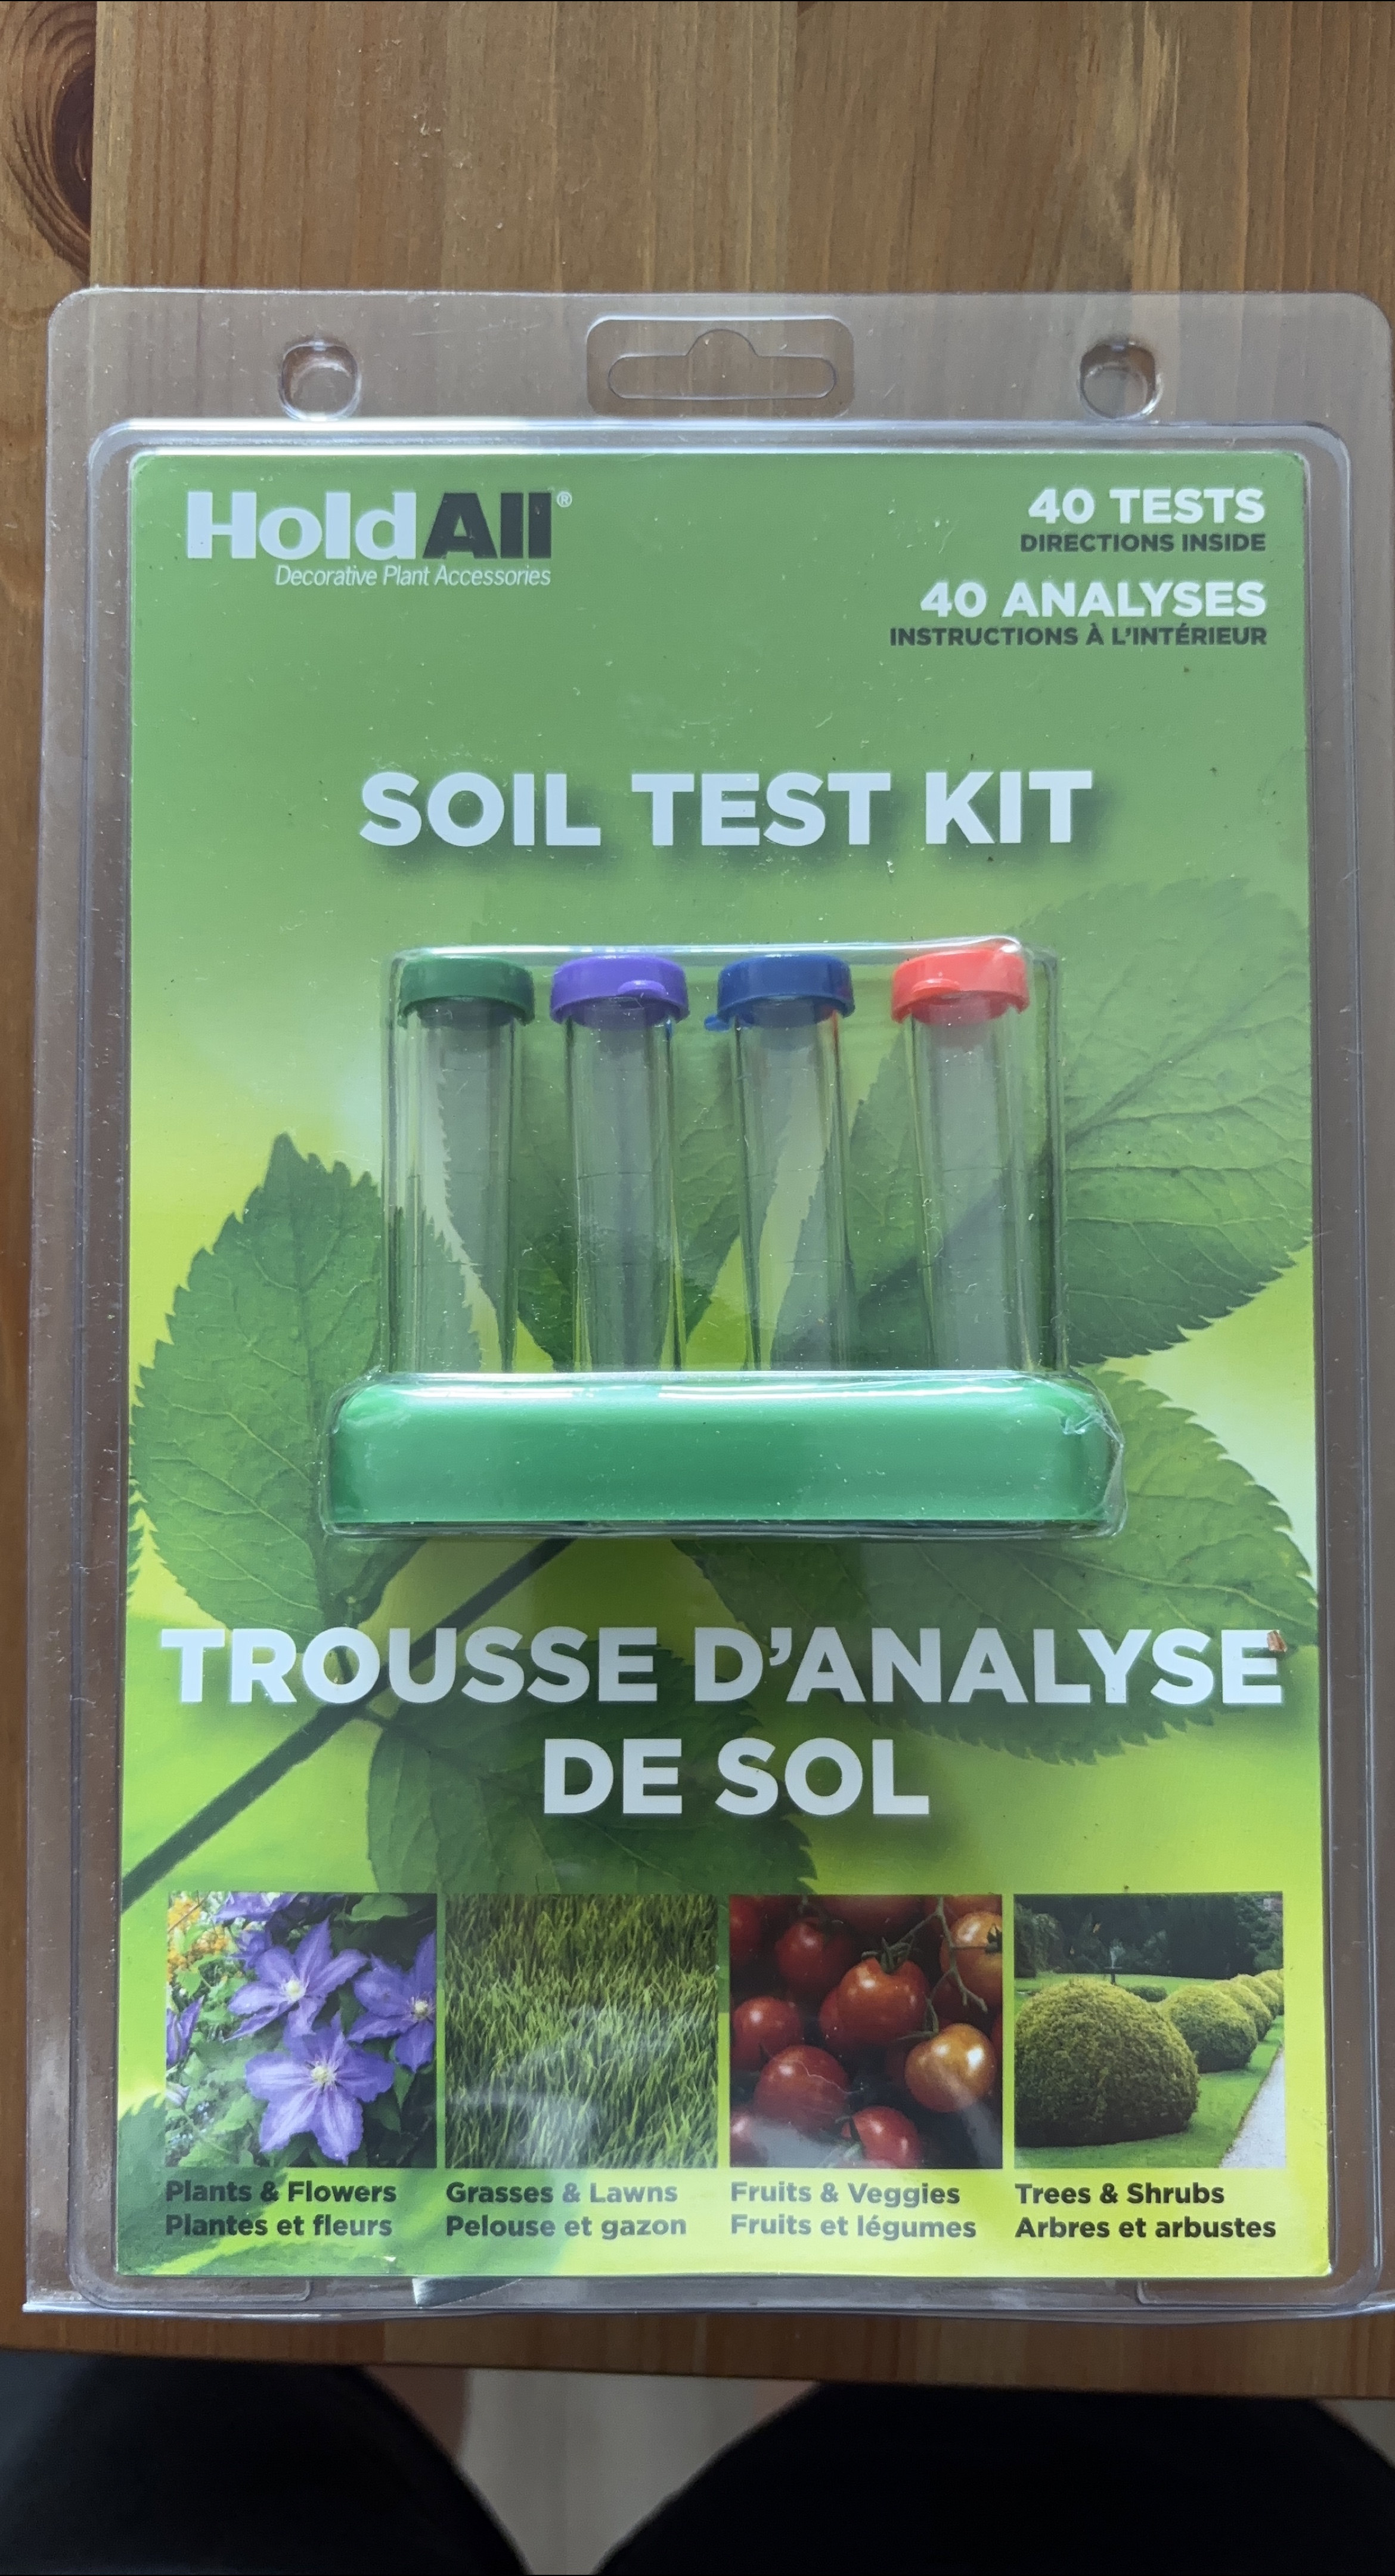 HoldAll®
Decorative Plant Accessories
40 TESTS
DIRECTIONS INSIDE
40 ANALYSES
INSTRUCTIONS À L'INTÉRIEUR
SOIL TEST KIT
TROUSSE D'ANALYSE
DE SOL
Plants & Flowers
Plantes et fleurs
Grasses & Lawns
Pelouse et gazon
Fruits & Veggies
Fruits et légumes
Trees & Shrubs
Arbres et arbustes